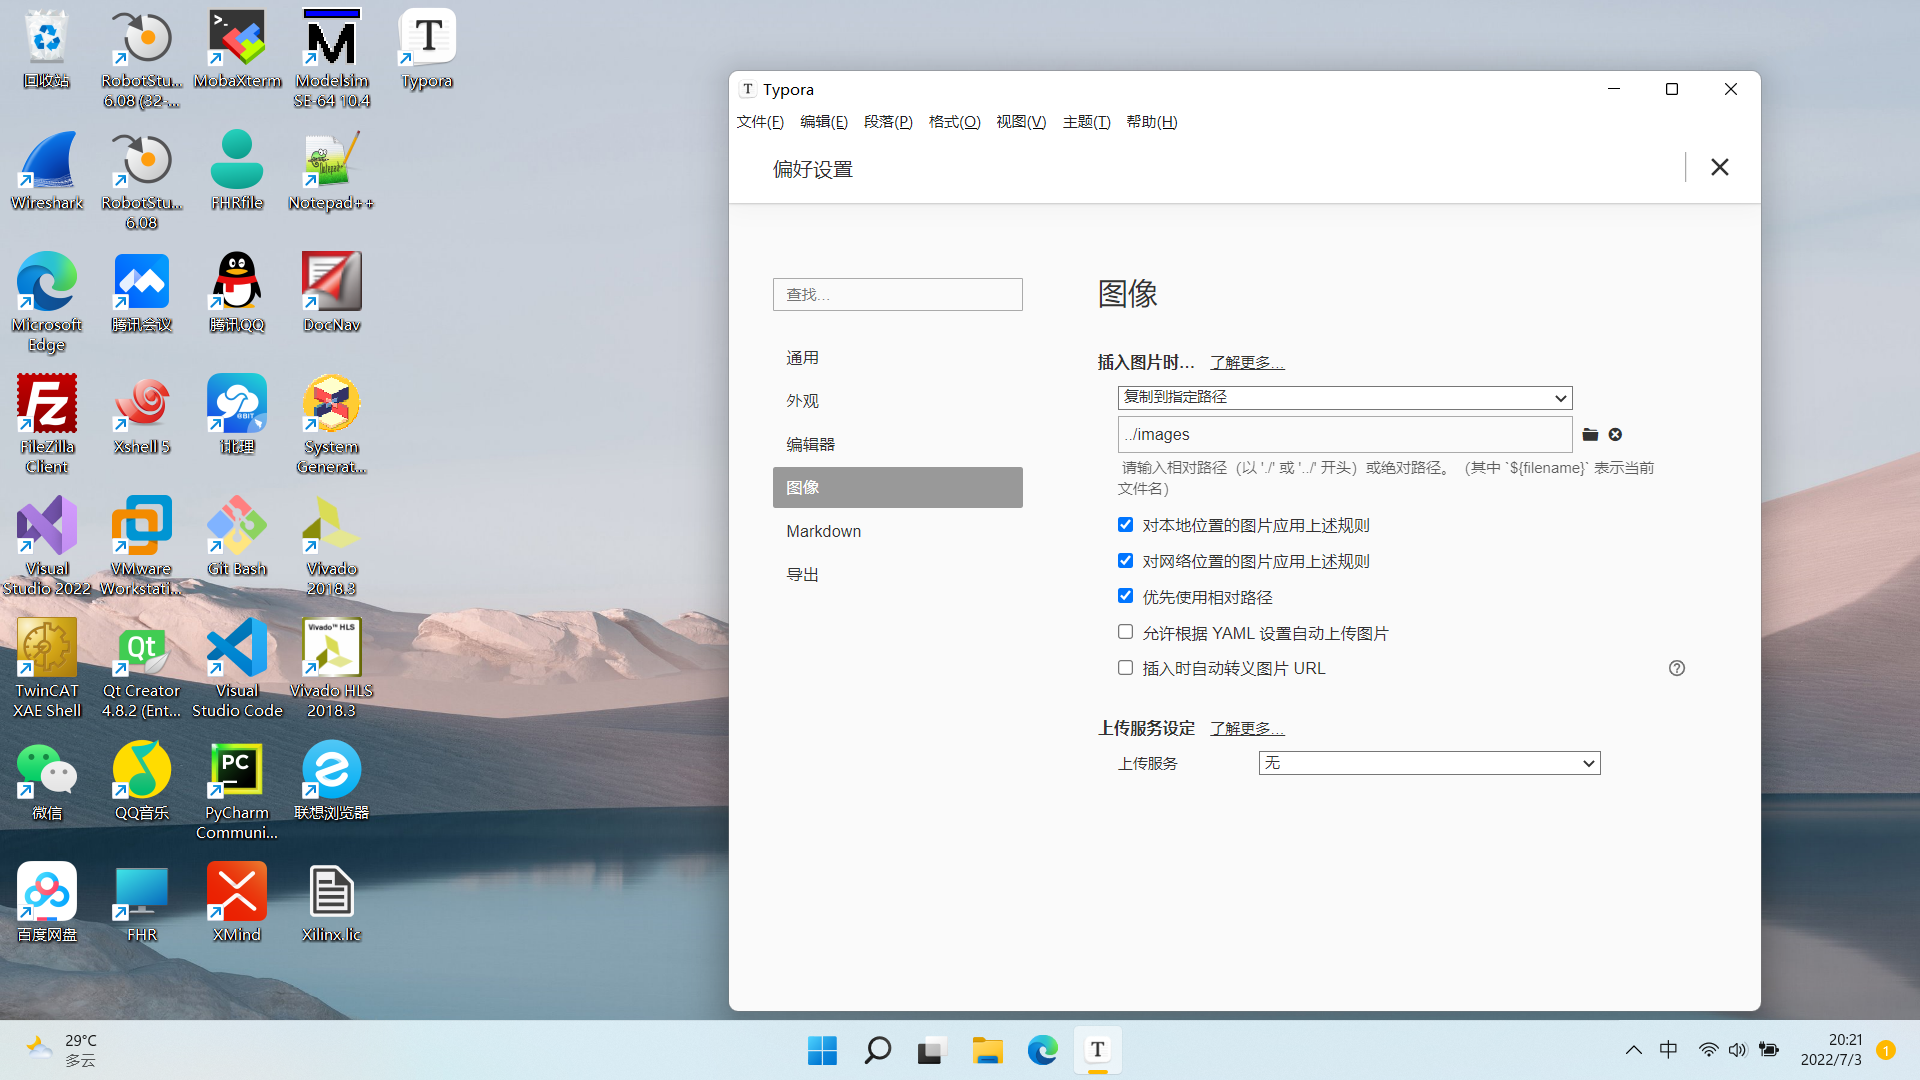 回收站
RobotStu...
6.08 (32-...
MobaXterm
Modelsim
SE-64 10.4
Typora
Wireshark
RobotStu...
6.08
FHRfile
Notepad++
Microsoft
Edge
腾讯会议
腾讯QQ
DocNav
FileZilla
Client
Xshell 5
i北理
System
Generat...
Visual
Studio 2022
VMware
Workstati...
Git Bash
Vivado
2018.3
TwinCAT
XAE Shell
Qt Creator
4.8.2 (Ent...
Visual
Studio Code
Vivado HLS
2018.3
微信
QQ音乐
PyCharm
Communi...
联想浏览器
百度网盘
FHR
XMind
Xilinx.lic
Typora
文件(F) 编辑(E) 段落(P) 格式(O) 视图(V) 主题(T) 帮助(H)
偏好设置
查找...
通用
外观
编辑器
图像
Markdown
导出
图像
插入图片时... 了解更多...
复制到指定路径
../images
请输入相对路径（以 './' 或 '../' 开头）或绝对路径。（其中 `${filename}` 表示当前
文件名）
对本地位置的图片应用上述规则
对网络位置的图片应用上述规则
优先使用相对路径
允许根据 YAML 设置自动上传图片
插入时自动转义图片 URL
上传服务设定 了解更多...
上传服务 无
29°C
多云
中
20:21
2022/7/3
1